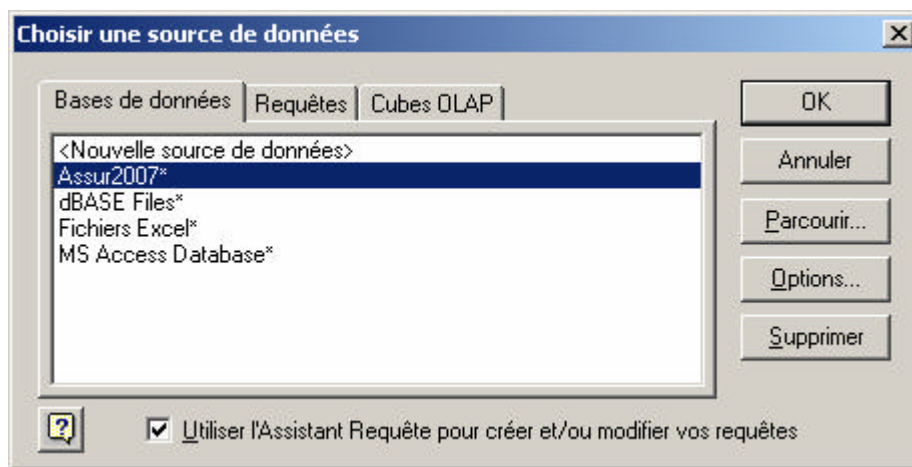 Choisir une source de données
Bases de données Requêtes Cubes OLAP
<Nouvelle source de données>
Assur2007*
dBASE Files*
Fichiers Excel*
MS Access Database*
OK
Annuler
Parcourir...
Options...
Supprimer
Utiliser l'Assistant Requête pour créer et/ou modifier vos requêtes